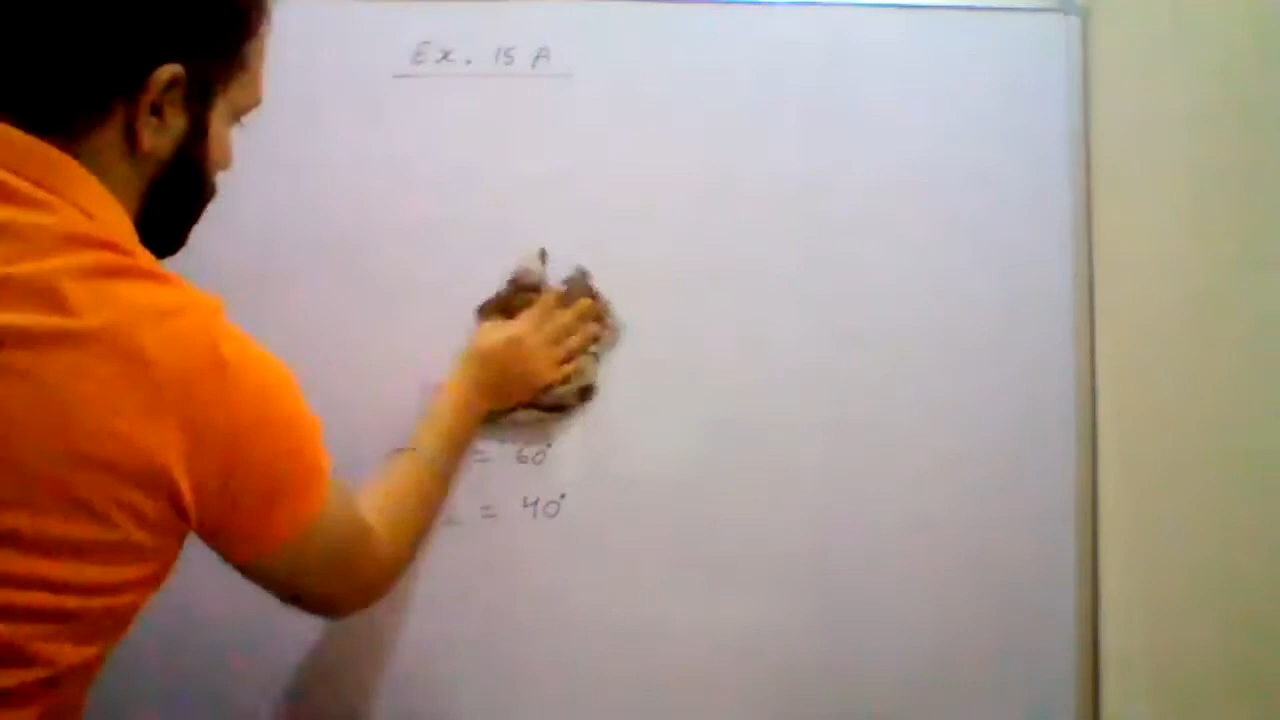 Ex. 15 A
= 60°
= 40°